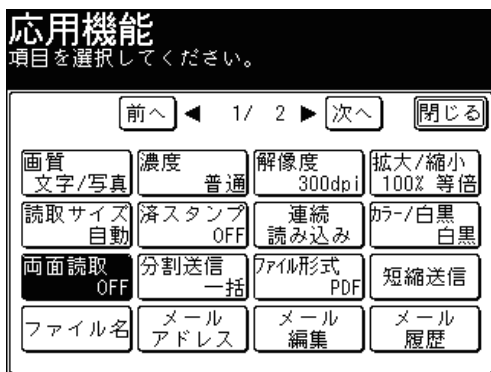 応用機能
項目を選択してください。
前へ ◀ 1/ 2 ▶ 次へ 閉じる
画質 濃度 解像度 拡大/縮小
文字/写真 普通 300dpi 100% 等倍
読取サイズ 済スタンプ 連続 ｶﾗｰ/白黒
自動 OFF 読み込み 白黒
両面読取 分割送信 ﾌｧｲﾙ形式 短縮送信
OFF 一括 PDF
ファイル名 メール メール メール
アドレス 編集 履歴